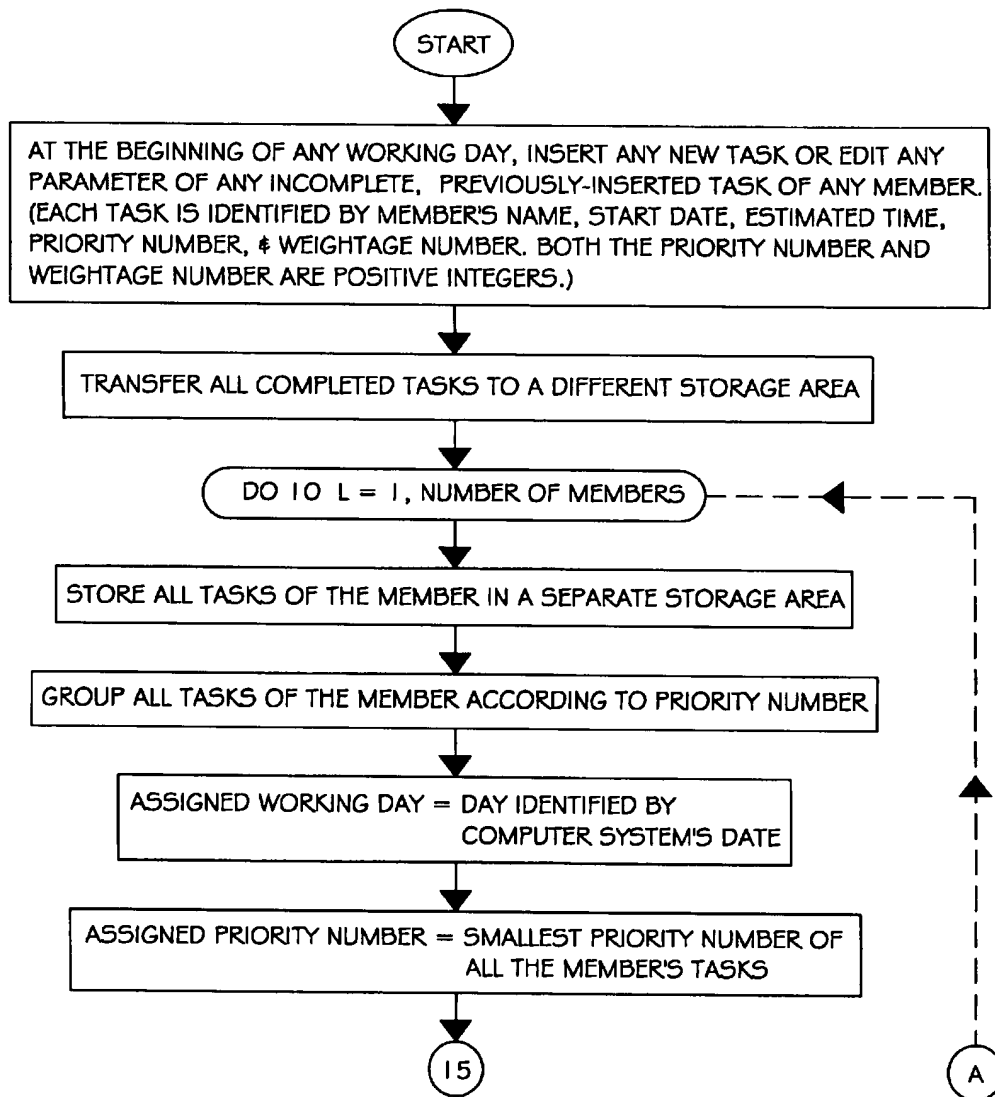 START
AT THE BEGINNING OF ANY WORKING DAY, INSERT ANY NEW TASK OR EDIT ANY
PARAMETER OF ANY INCOMPLETE, PREVIOUSLY-INSERTED TASK OF ANY MEMBER.
(EACH TASK IS IDENTIFIED BY MEMBER'S NAME, START DATE, ESTIMATED TIME,
PRIORITY NUMBER, & WEIGHTAGE NUMBER. BOTH THE PRIORITY NUMBER AND
WEIGHTAGE NUMBER ARE POSITIVE INTEGERS.)
TRANSFER ALL COMPLETED TASKS TO A DIFFERENT STORAGE AREA
DO 10 L = 1, NUMBER OF MEMBERS
STORE ALL TASKS OF THE MEMBER IN A SEPARATE STORAGE AREA
GROUP ALL TASKS OF THE MEMBER ACCORDING TO PRIORITY NUMBER
ASSIGNED WORKING DAY = DAY IDENTIFIED BY
COMPUTER SYSTEM'S DATE
ASSIGNED PRIORITY NUMBER = SMALLEST PRIORITY NUMBER OF
ALL THE MEMBER'S TASKS
15
A